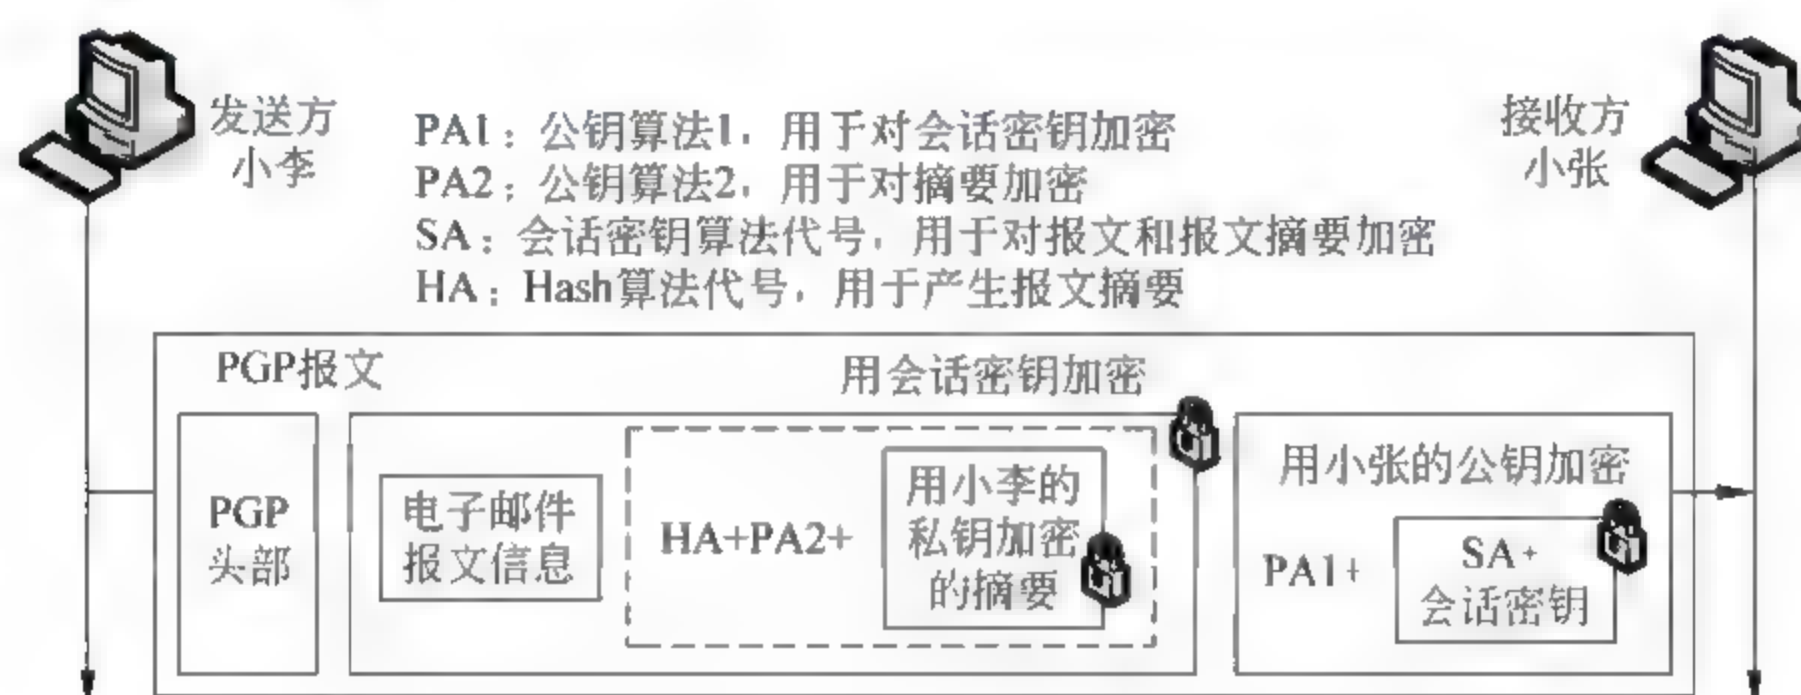 发送方
小李
PA1：公钥算法1，用于对会话密钥加密
PA2：公钥算法2，用于对摘要加密
SA：会话密钥算法代号，用于对报文和报文摘要加密
HA：Hash算法代号，用于产生报文摘要
接收方
小张
PGP报文
用会话密钥加密
PGP
头部
电子邮件
报文信息
HA+PA2+
用小李的
私钥加密
的摘要
用小张的公钥加密
PA1+
SA+
会话密钥